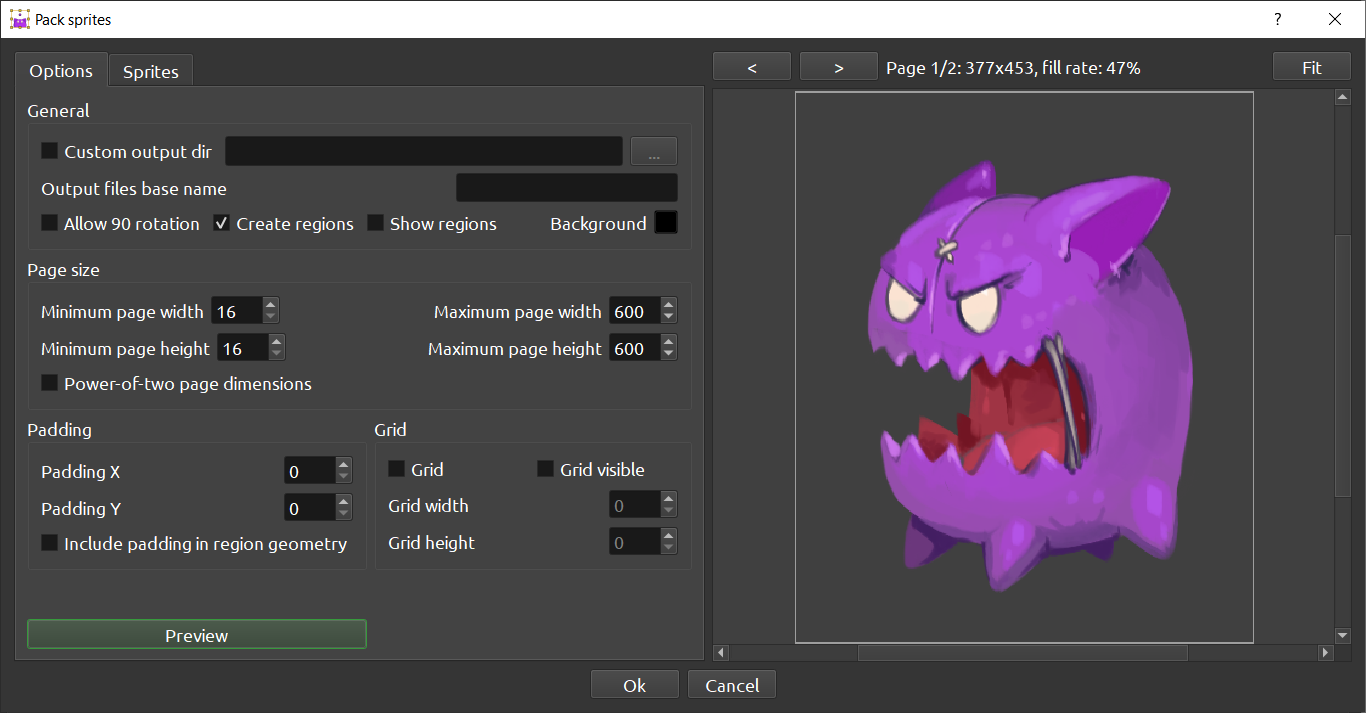 Pack sprites
?
Options
Sprites
< > Page 1/2: 377x453, fill rate: 47% Fit
General
Custom output dir ...
Output files base name
Allow 90 rotation Create regions Show regions Background
Page size
Minimum page width 16 Maximum page width 600
Minimum page height 16 Maximum page height 600
Power-of-two page dimensions
Padding Grid
Padding X 0 Grid Grid visible
Padding Y 0 Grid width 0
Include padding in region geometry Grid height 0
Preview
Ok Cancel